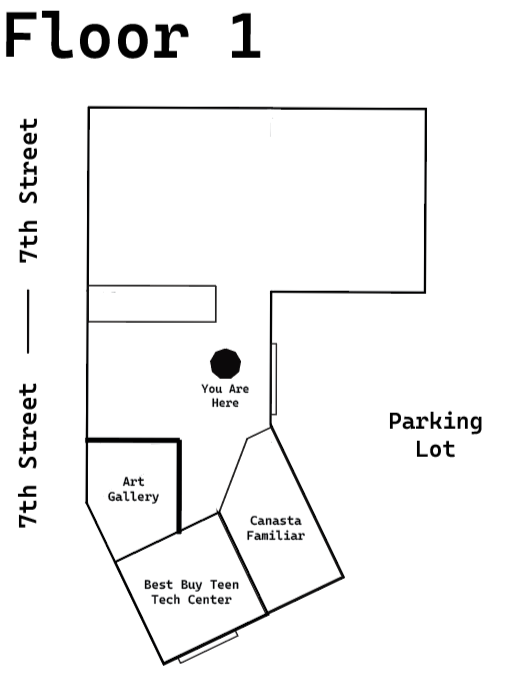 Floor 1
7th Street
7th Street
You Are
Here
Parking
Lot
Art
Gallery
Canasta
Familiar
Best Buy Teen
Tech Center